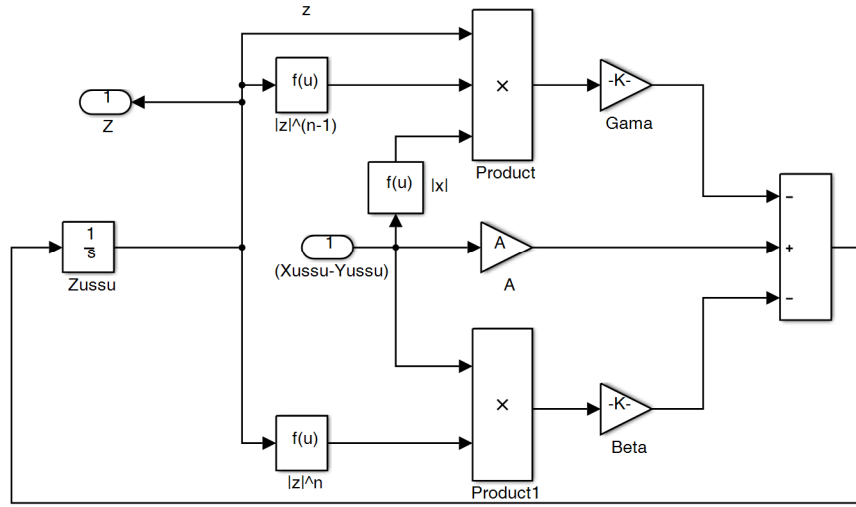 z
f(u)
|z|^(n-1)
×
Product
-K-
Gama
1
Z
f(u)
|x|
−
1
s
Zussu
1
(Xussu-Yussu)
A
A
+
−
f(u)
|z|^n
×
Product1
-K-
Beta